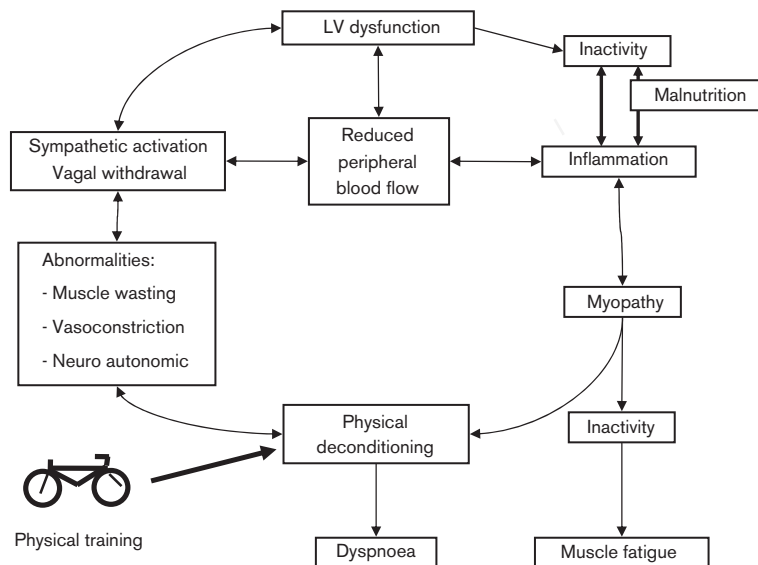 LV dysfunction
Inactivity
Malnutrition
Sympathetic activation
Vagal withdrawal
Reduced
peripheral
blood flow
Inflammation
Abnormalities:
- Muscle wasting
- Vasoconstriction
- Neuro autonomic
Myopathy
Physical
deconditioning
Inactivity
Physical training
Dyspnoea
Muscle fatigue